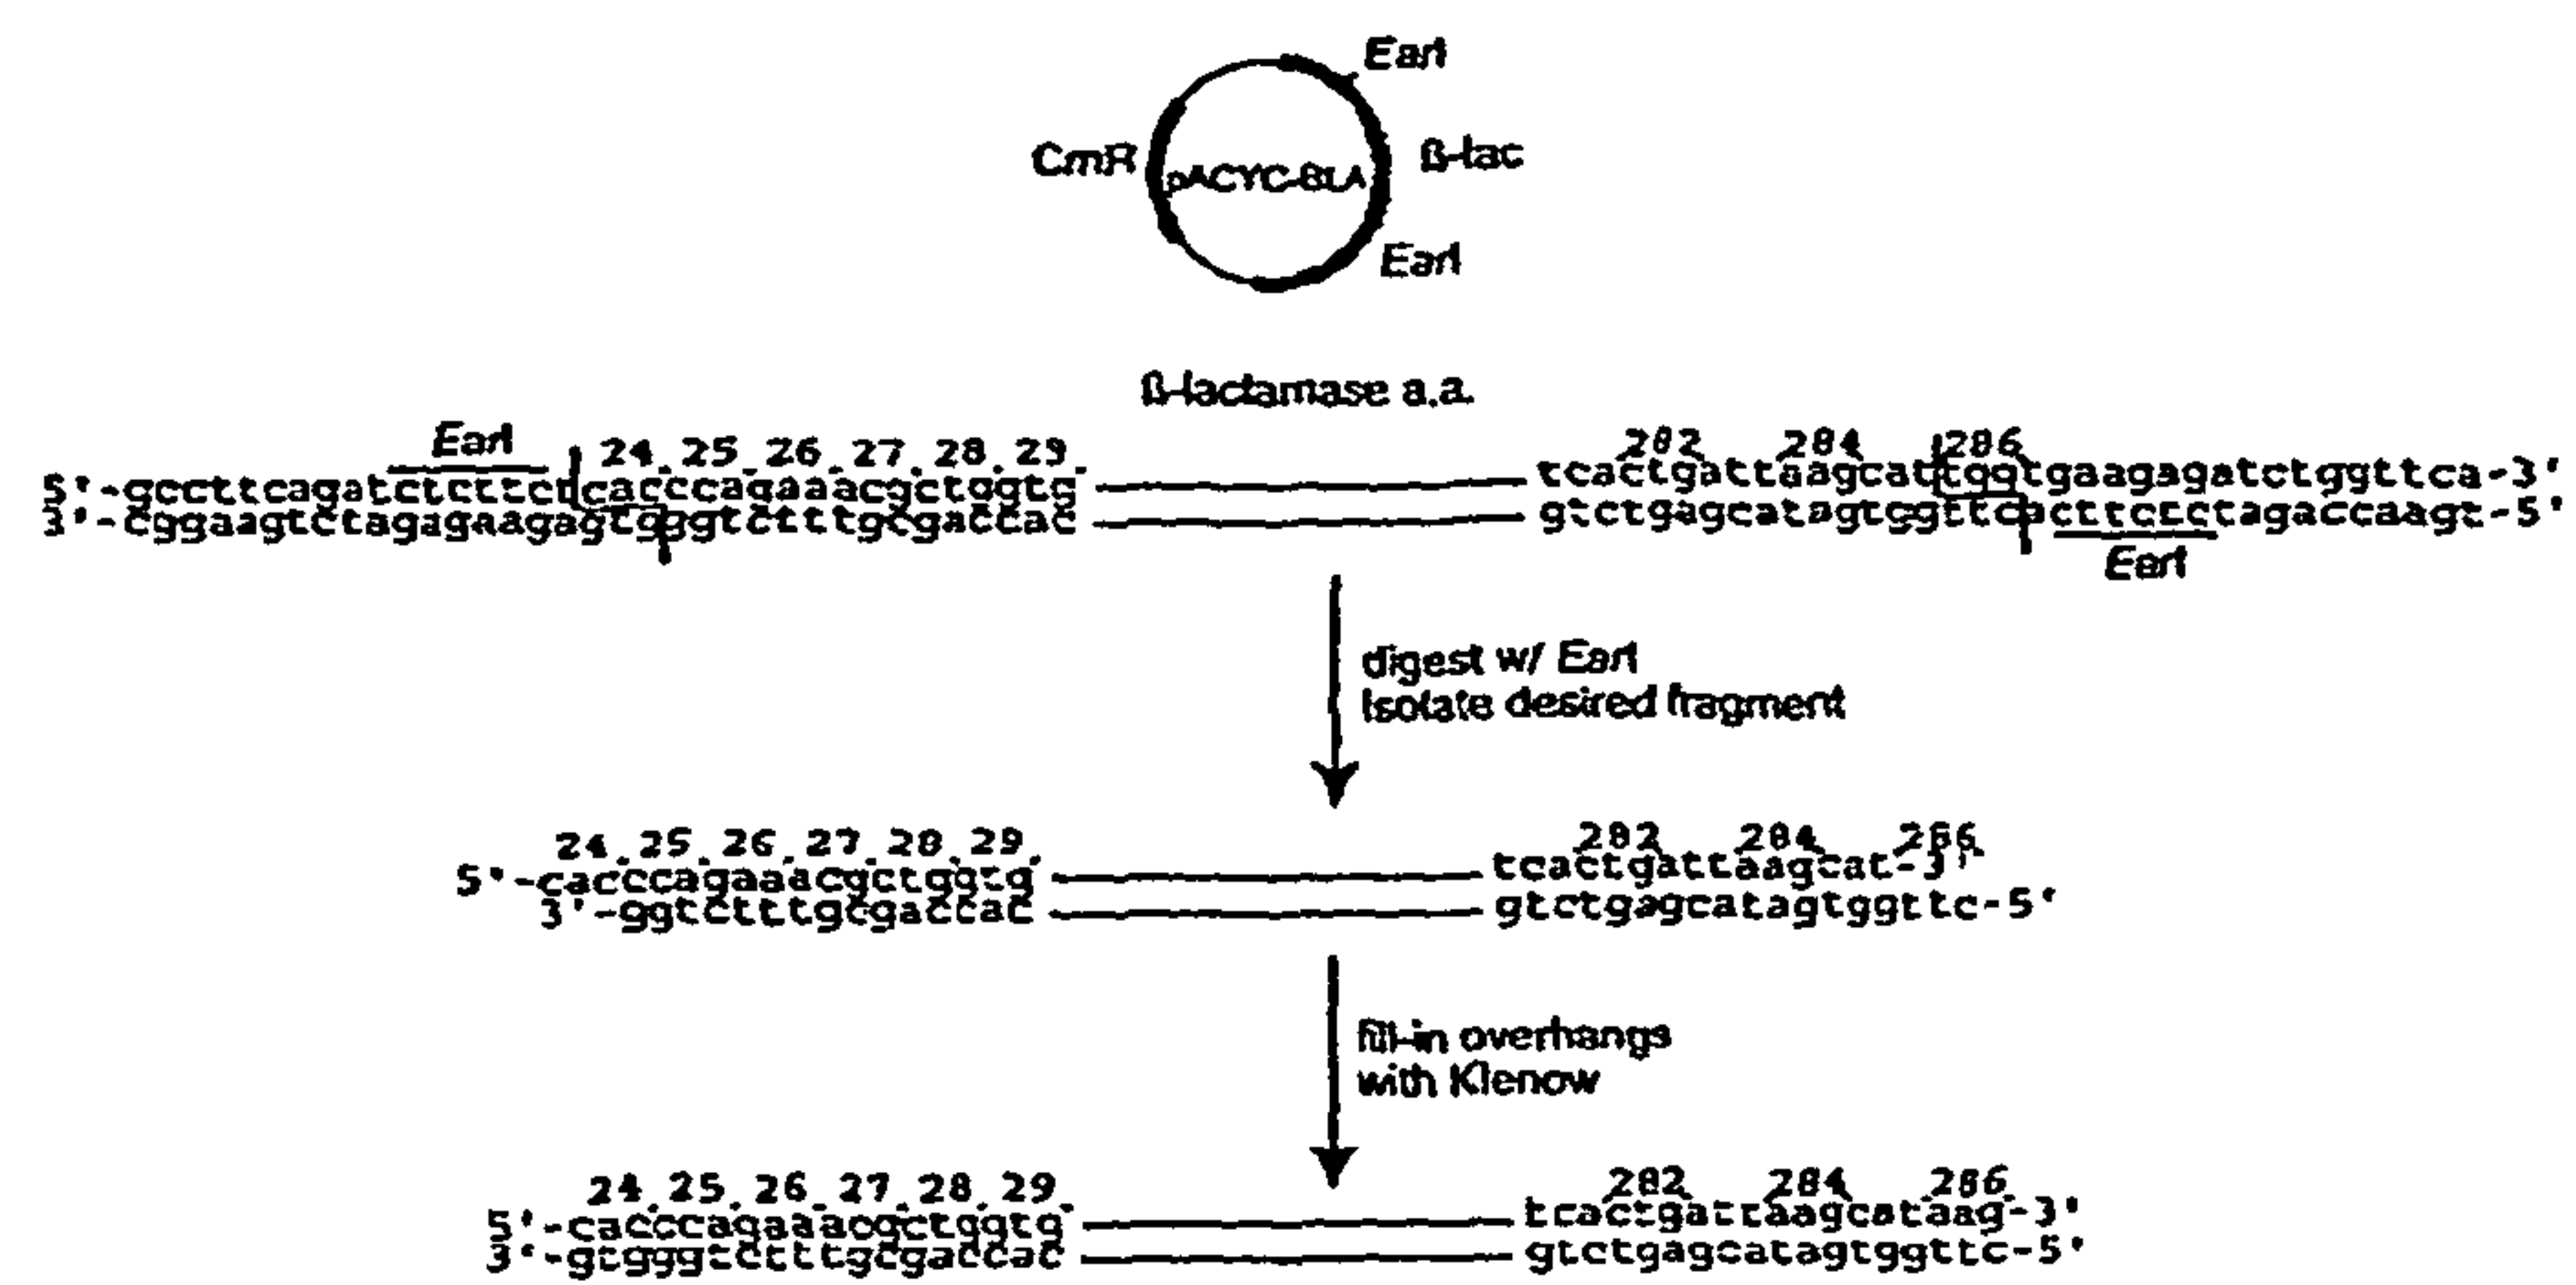 EarI
CmR
pACYC-BLA
ß-lac
EarI
ß-lactamase a.a.
EarI 24 . 25 . 26 . 27 . 28 . 29 . 282 284 286
5'-gccttcagatctcttctcacccagaaacgctggtg tcactgattaagcattggtgaagagatctggttca-3'
3'-cggaagtctagagaagagtgggtctttgcgaccac gtctgagcatagtggttcacttctctagaccaagt-5'
EarI
digest w/ EarI
Isolate desired fragment
24 . 25 . 26 . 27 . 28 . 29 . 282 284 286
5'-cacccagaaacgctggtg tcactgattaagcat-3'
3'-ggtctttgcgaccac gtctgagcatagtggttc-5'
fill-in overhangs
with Klenow
24 . 25 . 26 . 27 . 28 . 29 . 282 284 286
5'-cacccagaaacgctggtg tcactgattaagcataag-3'
3'-gtgggtctttgcgaccac gtctgagcatagtggttc-5'